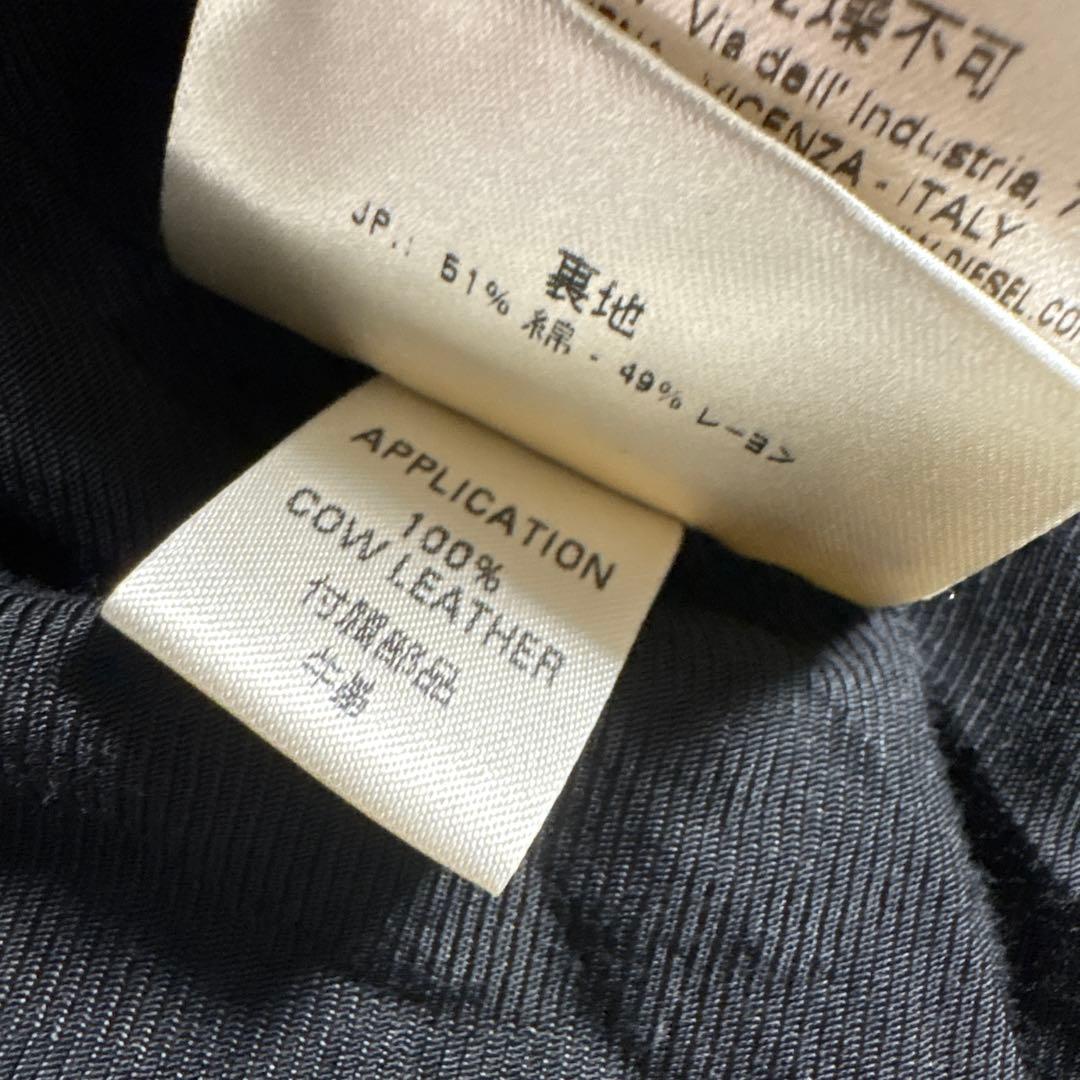 燥不可
Via dell' Industria,
VICENZA - ITALY
DIESEL.CO
裏地
JP.: 51% 綿 - 49% レーヨン
APPLICATION
100%
COW LEATHER
付属部品
牛革